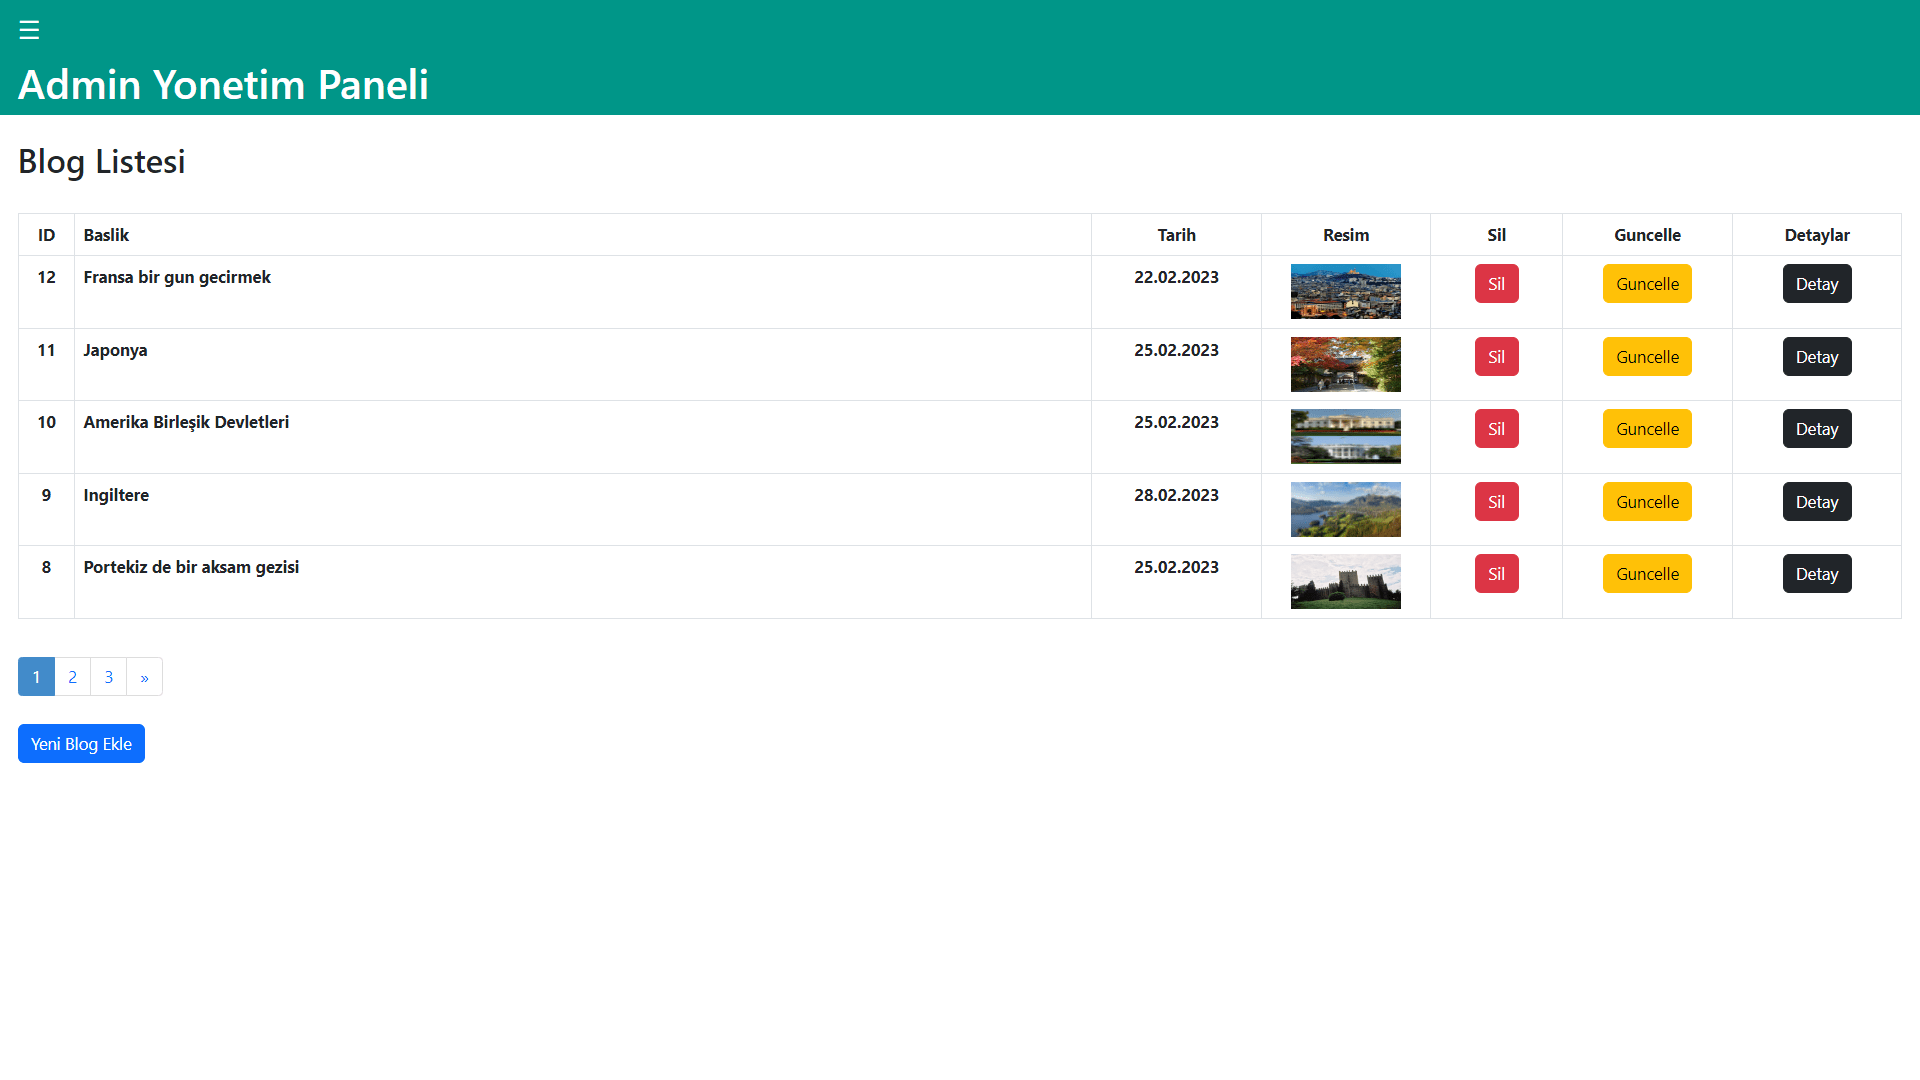 ☰
Admin Yonetim Paneli
Blog Listesi
ID Baslik Tarih Resim Sil Guncelle Detaylar
12 Fransa bir gun gecirmek 22.02.2023 Sil Guncelle Detay
11 Japonya 25.02.2023 Sil Guncelle Detay
10 Amerika Birleşik Devletleri 25.02.2023 Sil Guncelle Detay
9 Ingiltere 28.02.2023 Sil Guncelle Detay
8 Portekiz de bir aksam gezisi 25.02.2023 Sil Guncelle Detay
1 2 3 »
Yeni Blog Ekle